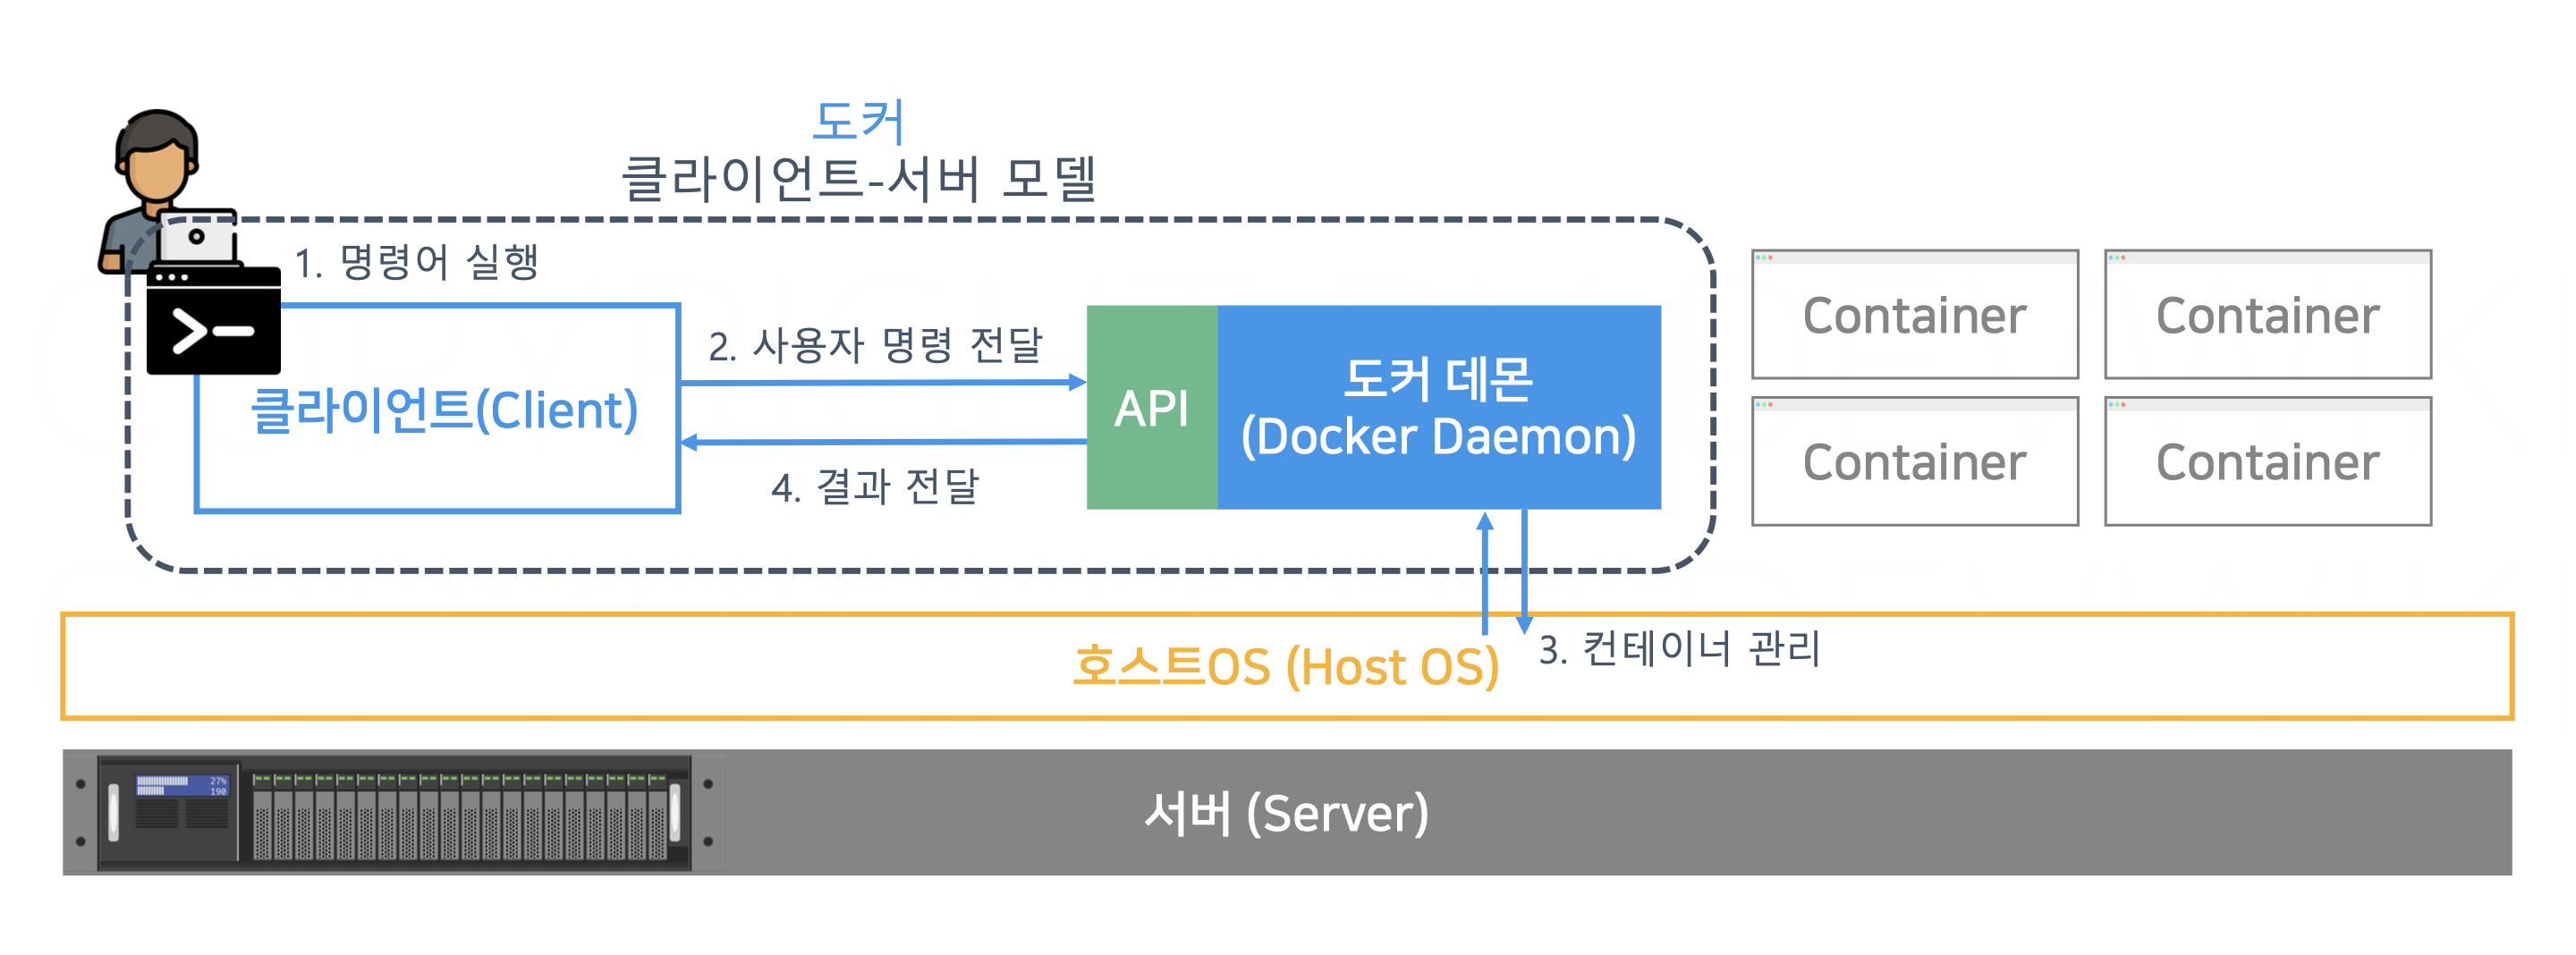 도커
클라이언트-서버 모델
1. 명령어 실행
클라이언트(Client)
2. 사용자 명령 전달
4. 결과 전달
API
도커 데몬
(Docker Daemon)
Container
Container
Container
Container
호스트OS (Host OS)
3. 컨테이너 관리
27%
190
서버 (Server)